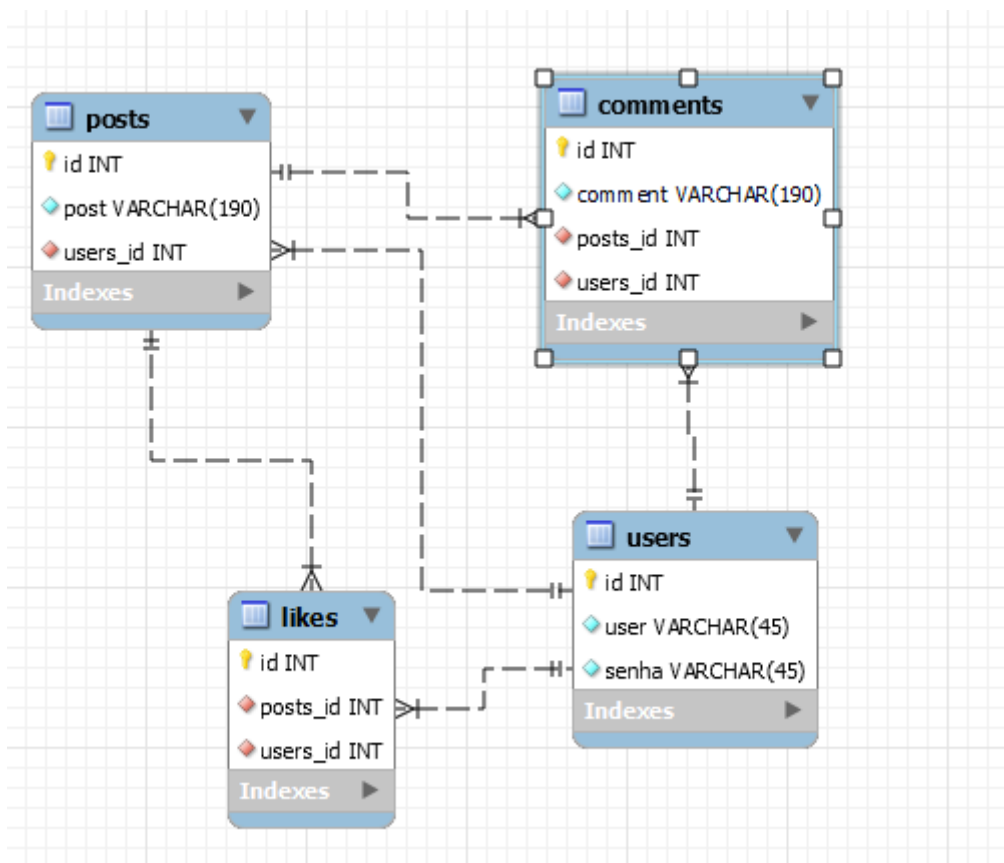 posts
id INT
post VARCHAR(190)
users_id INT
Indexes
comments
id INT
comment VARCHAR(190)
posts_id INT
users_id INT
Indexes
likes
id INT
posts_id INT
users_id INT
Indexes
users
id INT
user VARCHAR(45)
senha VARCHAR(45)
Indexes